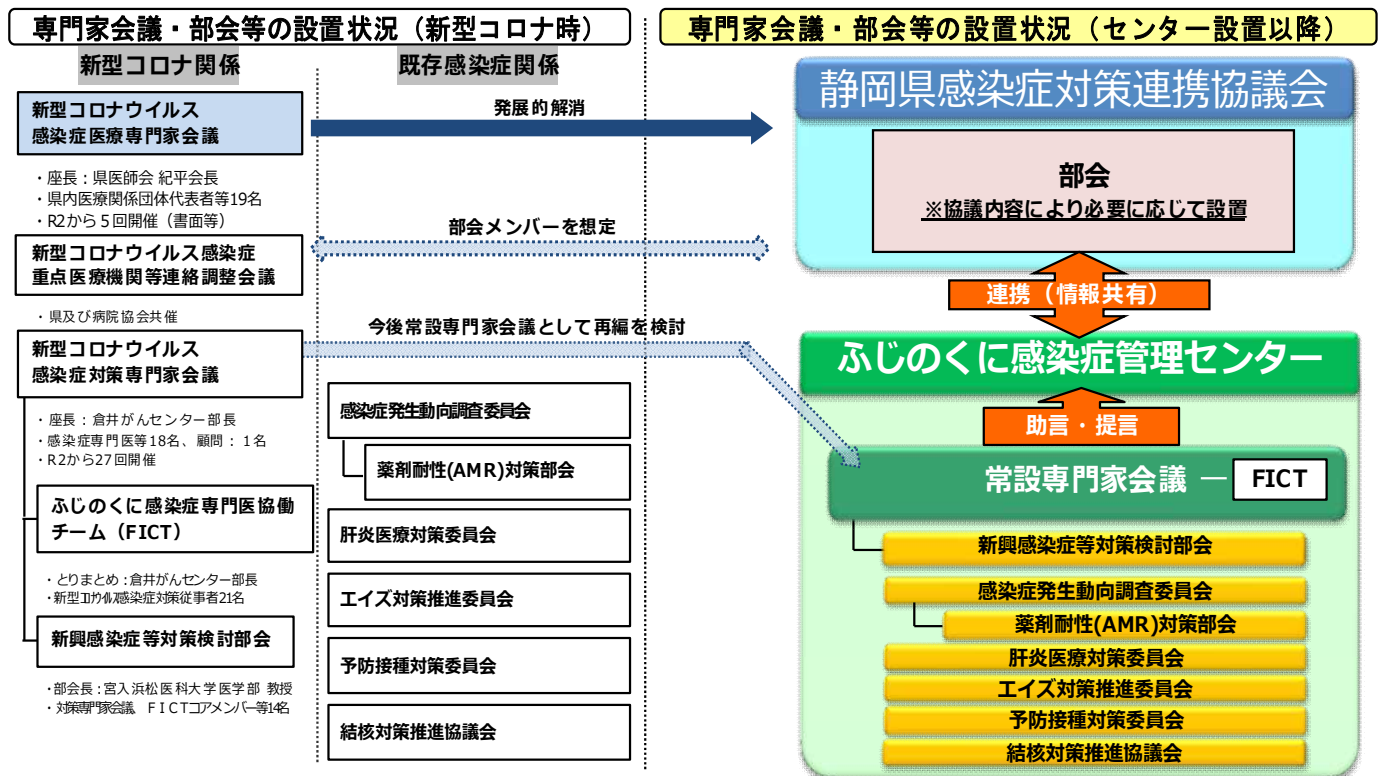 専門家会議・部会等の設置状況（新型コロナ時）
新型コロナ関係
既存感染症関係
新型コロナウイルス
感染症医療専門家会議
・座長：県医師会 紀平会長
・県内医療関係団体代表者等19名
・R2から５回開催（書面等）
新型コロナウイルス感染症
重点医療機関等連絡調整会議
・県及び病院協会共催
新型コロナウイルス
感染症対策専門家会議
・座長：倉井がんセンター部長
・感染症専門医等18名、顧問：１名
・R2から27回開催
ふじのくに感染症専門医協働
チーム（FICT）
・とりまとめ：倉井がんセンター部長
・新型コロナウイルス感染症対策従事者21名
新興感染症等対策検討部会
・部会長：宮入浜松医科大学医学部 教授
・対策専門家会議、ＦＩＣＴコアメンバー等14名
感染症発生動向調査委員会
薬剤耐性(AMR)対策部会
肝炎医療対策委員会
エイズ対策推進委員会
予防接種対策委員会
結核対策推進協議会
発展的解消
部会メンバーを想定
今後常設専門家会議として再編を検討
専門家会議・部会等の設置状況（センター設置以降）
静岡県感染症対策連携協議会
部会
※協議内容により必要に応じて設置
連携（情報共有）
ふじのくに感染症管理センター
助言・提言
常設専門家会議 ― FICT
新興感染症等対策検討部会
感染症発生動向調査委員会
薬剤耐性(AMR)対策部会
肝炎医療対策委員会
エイズ対策推進委員会
予防接種対策委員会
結核対策推進協議会